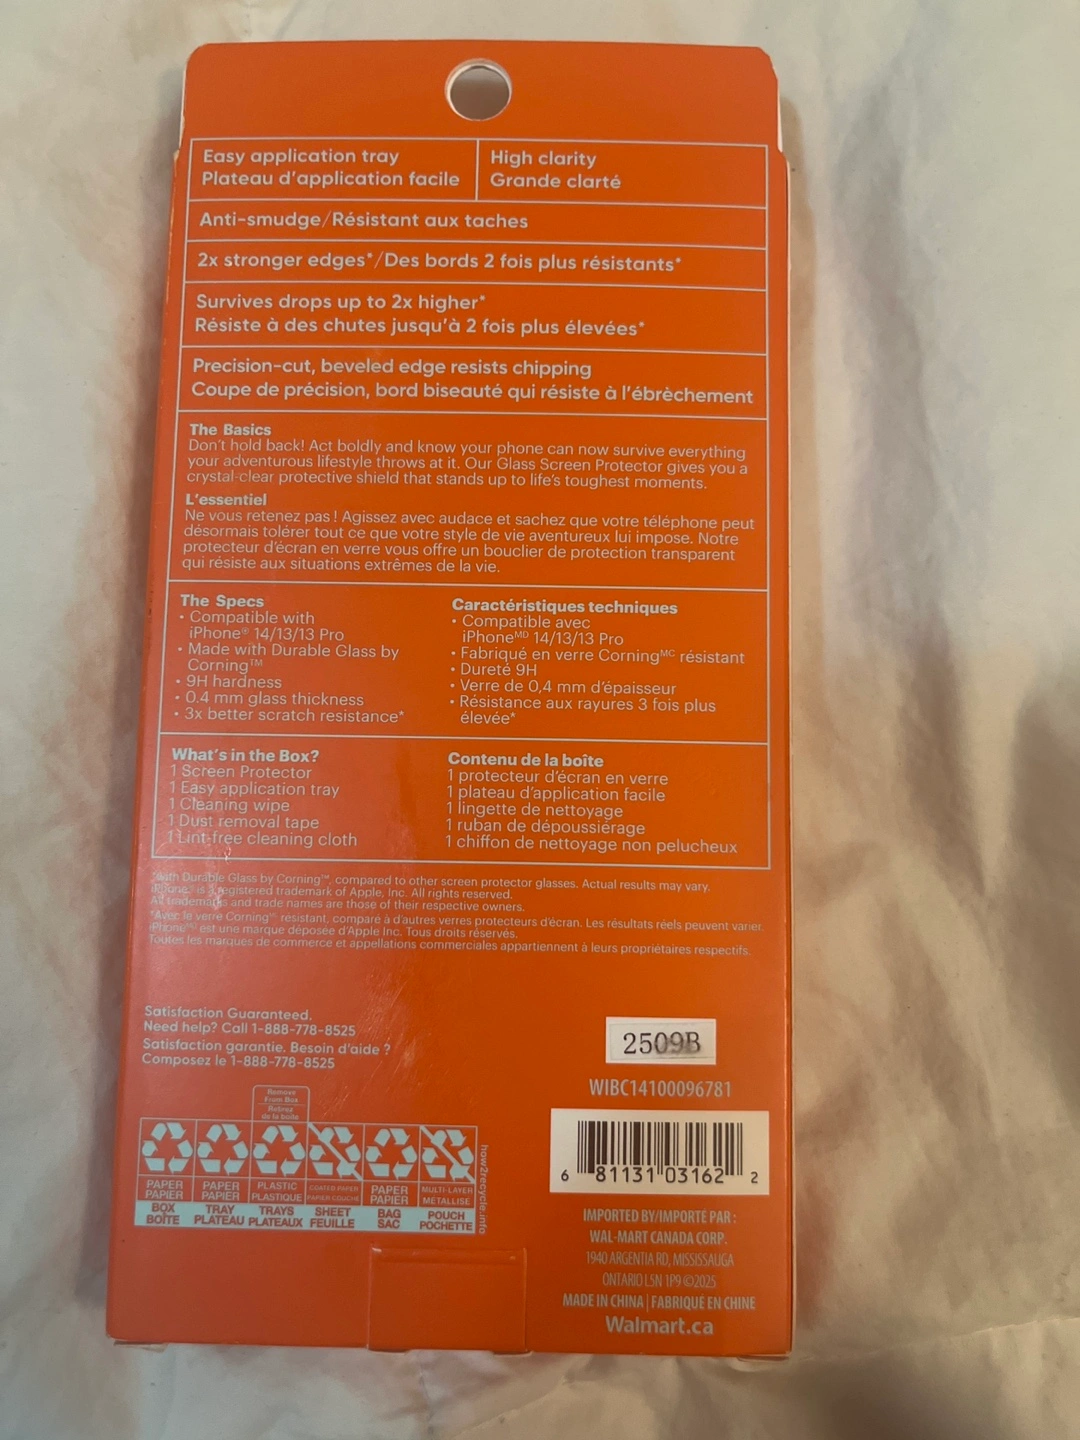 Easy application tray
Plateau d'application facile
High clarity
Grande clarté
Anti-smudge/Résistant aux taches
2x stronger edges*/Des bords 2 fois plus résistants*
Survives drops up to 2x higher*
Résiste à des chutes jusqu'à 2 fois plus élevées*
Precision-cut, beveled edge resists chipping
Coupe de précision, bord biseauté qui résiste à l'ébrèchement
The Basics
Don't hold back! Act boldly and know your phone can now survive everything
your adventurous lifestyle throws at it. Our Glass Screen Protector gives you a
crystal-clear protective shield that stands up to life's toughest moments.
L'essentiel
Ne vous retenez pas ! Agissez avec audace et sachez que votre téléphone peut
désormais tolérer tout ce que votre style de vie aventureux lui impose. Notre
protecteur d'écran en verre vous offre un bouclier de protection transparent
qui résiste aux situations extrêmes de la vie.
The Specs
• Compatible with
iPhone® 14/13/13 Pro
• Made with Durable Glass by
Corning™
• 9H hardness
• 0.4 mm glass thickness
• 3x better scratch resistance*
Caractéristiques techniques
• Compatible avec
iPhoneᴹᴰ 14/13/13 Pro
• Fabriqué en verre Corningᴹᶜ résistant
• Dureté 9H
• Verre de 0,4 mm d'épaisseur
• Résistance aux rayures 3 fois plus
élevée*
What's in the Box?
1 Screen Protector
1 Easy application tray
1 Cleaning wipe
1 Dust removal tape
1 Lint-free cleaning cloth
Contenu de la boîte
1 protecteur d'écran en verre
1 plateau d'application facile
1 lingette de nettoyage
1 ruban de dépoussiérage
1 chiffon de nettoyage non pelucheux
*With Durable Glass by Corning™, compared to other screen protector glasses. Actual results may vary.
iPhone® is a registered trademark of Apple, Inc. All rights reserved.
All trademarks and trade names are those of their respective owners.
*Avec le verre Corningᴹᶜ résistant, comparé à d'autres verres protecteurs d'écran. Les résultats réels peuvent varier.
iPhoneᴹᴰ est une marque déposée d'Apple Inc. Tous droits réservés.
Toutes les marques de commerce et appellations commerciales appartiennent à leurs propriétaires respectifs.
Satisfaction Guaranteed.
Need help? Call 1-888-778-8525
Satisfaction garantie. Besoin d'aide ?
Composez le 1-888-778-8525
2509B
WIBC14100096781
Remove
From Box
Retirez
de la boîte
PAPER
PAPIER
BOX
BOÎTE
PAPER
PAPIER
TRAY
PLATEAU
PLASTIC
PLASTIQUE
TRAYS
PLATEAUX
COATED PAPER
PAPIER COUCHÉ
SHEET
FEUILLE
PAPER
PAPIER
BAG
SAC
MULTI-LAYER
MÉTALLISÉ
POUCH
POCHETTE
how2recycle.info
6 81131 03162 2
IMPORTED BY/IMPORTÉ PAR :
WAL-MART CANADA CORP.
1940 ARGENTIA RD, MISSISSAUGA
ONTARIO L5N 1P9 ©2025
MADE IN CHINA | FABRIQUÉ EN CHINE
Walmart.ca